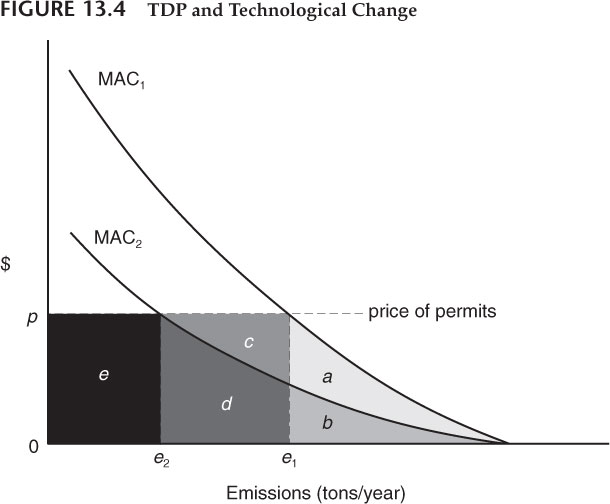 FIGURE 13.4 TDP and Technological Change
MAC₁
MAC₂
$
p
price of permits
c
e
a
d
b
0
e₂
e₁
Emissions (tons/year)